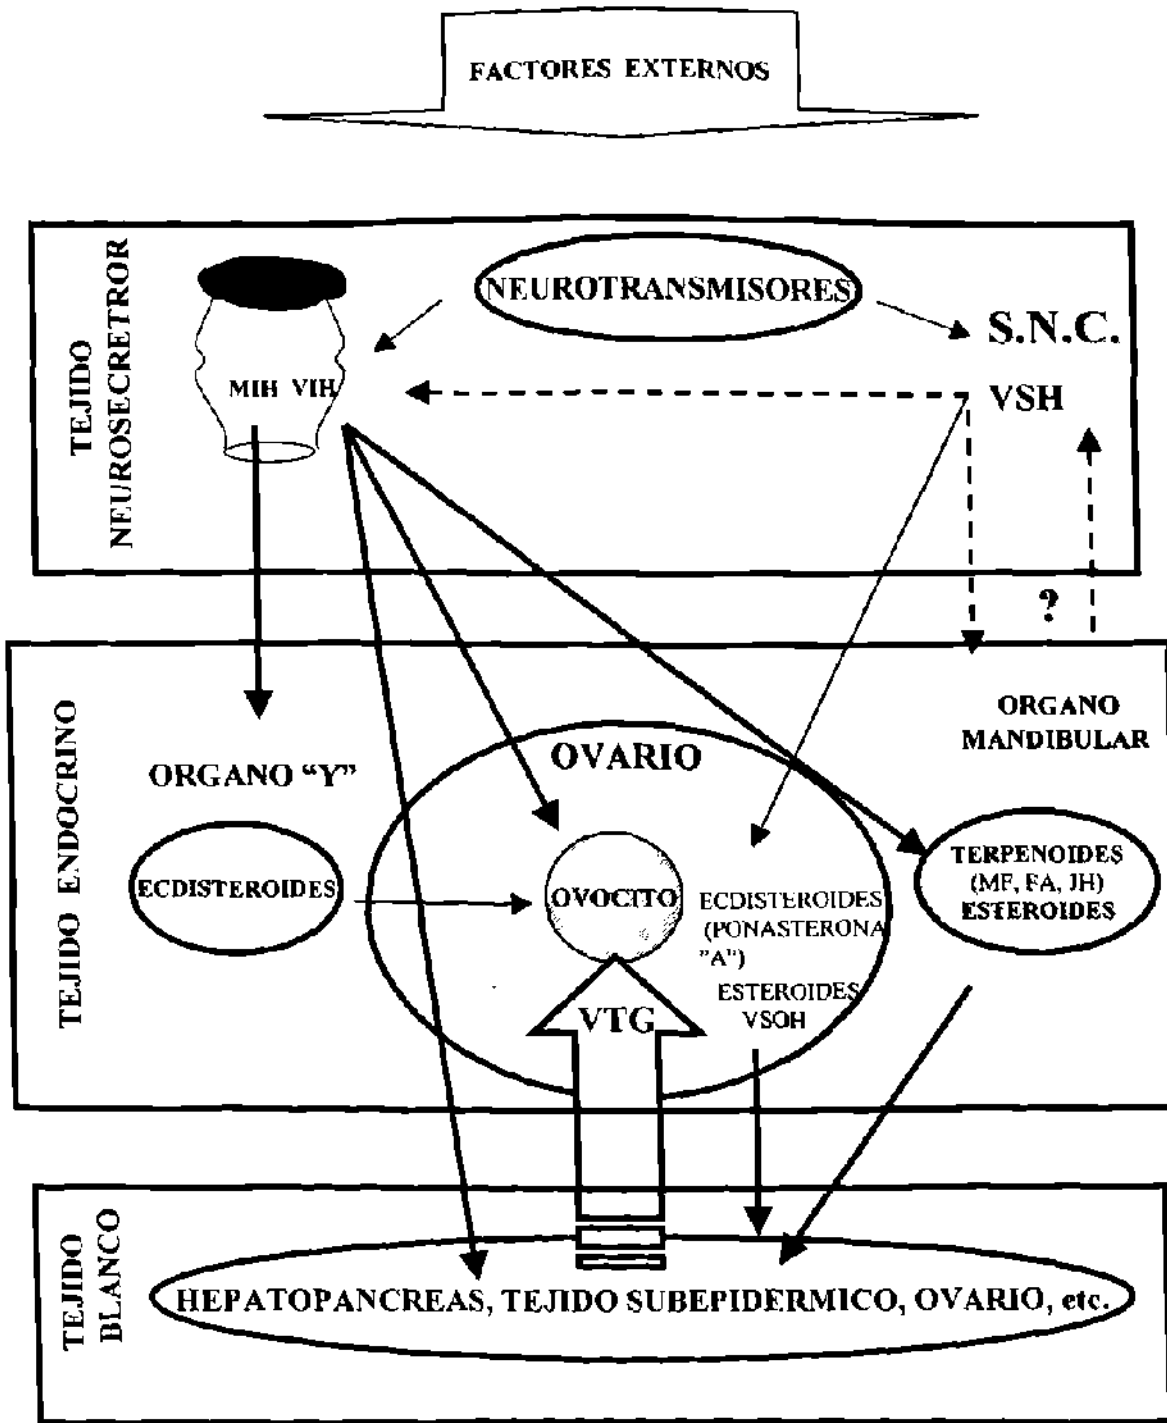 FACTORES EXTERNOS
TEJIDO
NEUROSECRETROR
NEUROTRANSMISORES
S.N.C.
MIH VIH
VSH
?
TEJIDO ENDOCRINO
ORGANO
MANDIBULAR
OVARIO
ORGANO “Y”
ECDISTEROIDES
OVOCITO
ECDISTEROIDES
(PONASTERONA
"A")
ESTEROIDES
VSOH
TERPENOIDES
(MF, FA, JH)
ESTEROIDES
VTG
TEJIDO
BLANCO
HEPATOPANCREAS, TEJIDO SUBEPIDERMICO, OVARIO, etc.